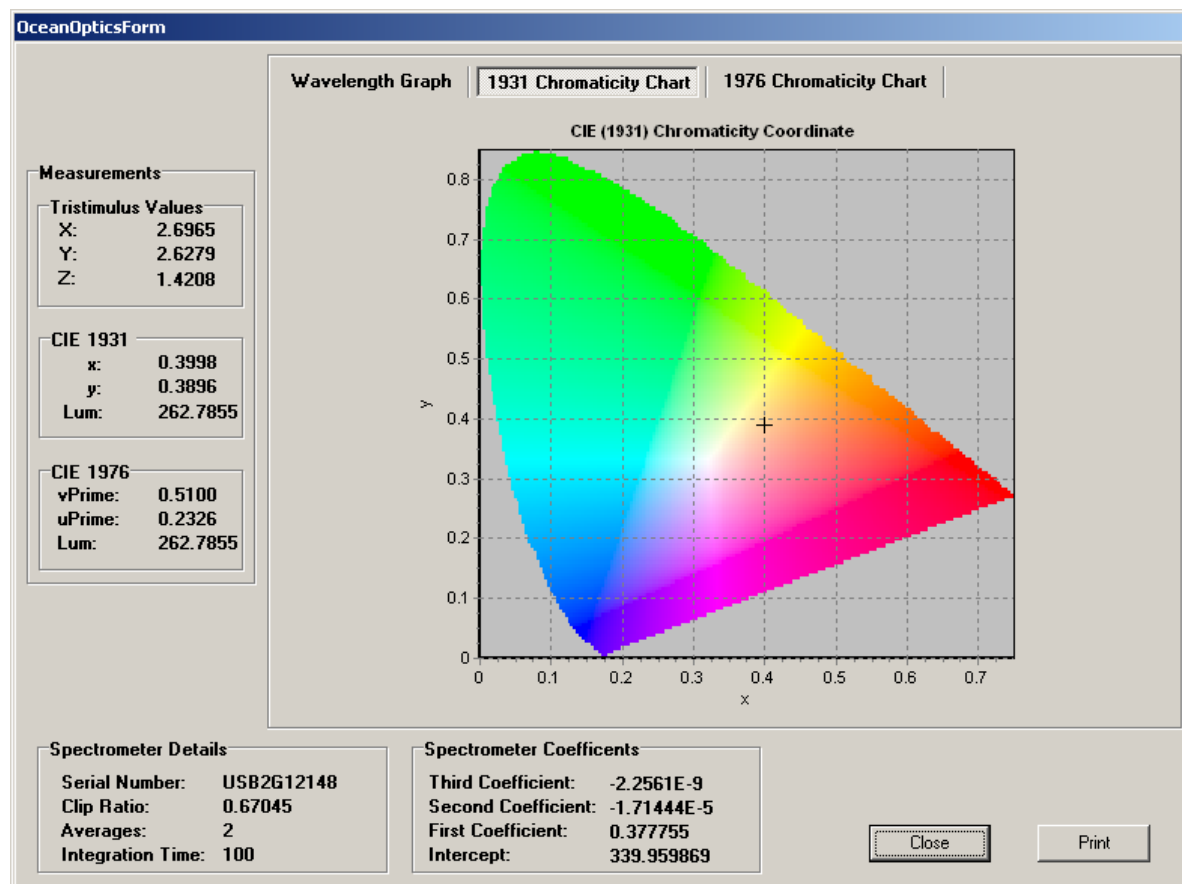 OceanOpticsForm
Wavelength Graph
1931 Chromaticity Chart
1976 Chromaticity Chart
Measurements
Tristimulus Values
X: 2.6965
Y: 2.6279
Z: 1.4208
CIE 1931
x: 0.3998
y: 0.3896
Lum: 262.7855
CIE 1976
vPrime: 0.5100
uPrime: 0.2326
Lum: 262.7855
CIE (1931) Chromaticity Coordinate
0.8
0.7
0.6
0.5
0.4
0.3
0.2
0.1
0
y
0 0.1 0.2 0.3 0.4 0.5 0.6 0.7
x
Spectrometer Details
Serial Number: USB2G12148
Clip Ratio: 0.67045
Averages: 2
Integration Time: 100
Spectrometer Coefficents
Third Coefficient: -2.2561E-9
Second Coefficient: -1.71444E-5
First Coefficient: 0.377755
Intercept: 339.959869
Close
Print